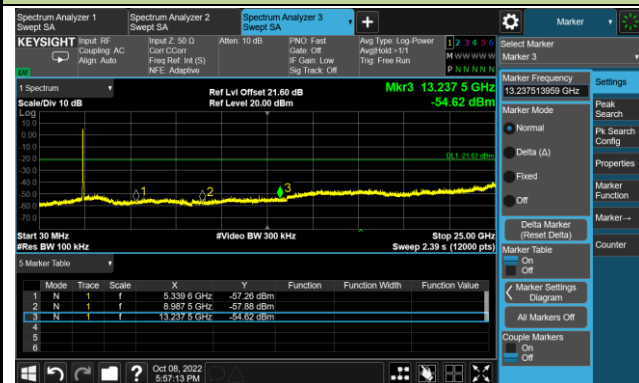 Spectrum Analyzer 1
Swept SA
Spectrum Analyzer 2
Swept SA
Spectrum Analyzer 3
Swept SA
Marker
KEYSIGHT
Input: RF
Coupling: AC
Align: Auto
Input Z: 50 Ω
Corr CCorr
Freq Ref: Int (S)
NFE: Adaptive
Atten: 10 dB
PNO: Fast
Gate: Off
IF Gain: Low
Sig Track: Off
Avg Type: Log-Power
Avg|Hold:>1/1
Trig: Free Run
1 2 3 4 5 6
M W W W W W
P N N N N N
LXI
Select Marker
Marker 3
1 Spectrum
Scale/Div 10 dB
Ref Lvl Offset 21.60 dB
Ref Level 20.00 dBm
Mkr3 13.237 5 GHz
-54.62 dBm
Log
10.0
0.00
-10.0
-20.0
-30.0
-40.0
-50.0
-60.0
-70.0
DL1 -21.63 dBm
1
2
3
Start 30 MHz
#Res BW 100 kHz
#Video BW 300 kHz
Stop 25.00 GHz
Sweep 2.39 s (12000 pts)
5 Marker Table
Mode Trace Scale X Y Function Function Width Function Value
1 N 1 f 5.339 6 GHz -57.26 dBm
2 N 1 f 8.987 5 GHz -57.88 dBm
3 N 1 f 13.237 5 GHz -54.62 dBm
4
5
6
Marker Frequency
13.237513959 GHz
Marker Mode
Normal
Delta (Δ)
Fixed
Off
Delta Marker
(Reset Delta)
Marker Table
On
Off
Marker Settings
Diagram
All Markers Off
Couple Markers
On
Off
Settings
Peak
Search
Pk Search
Config
Properties
Marker
Function
Marker→
Counter
Oct 08, 2022
5:57:13 PM